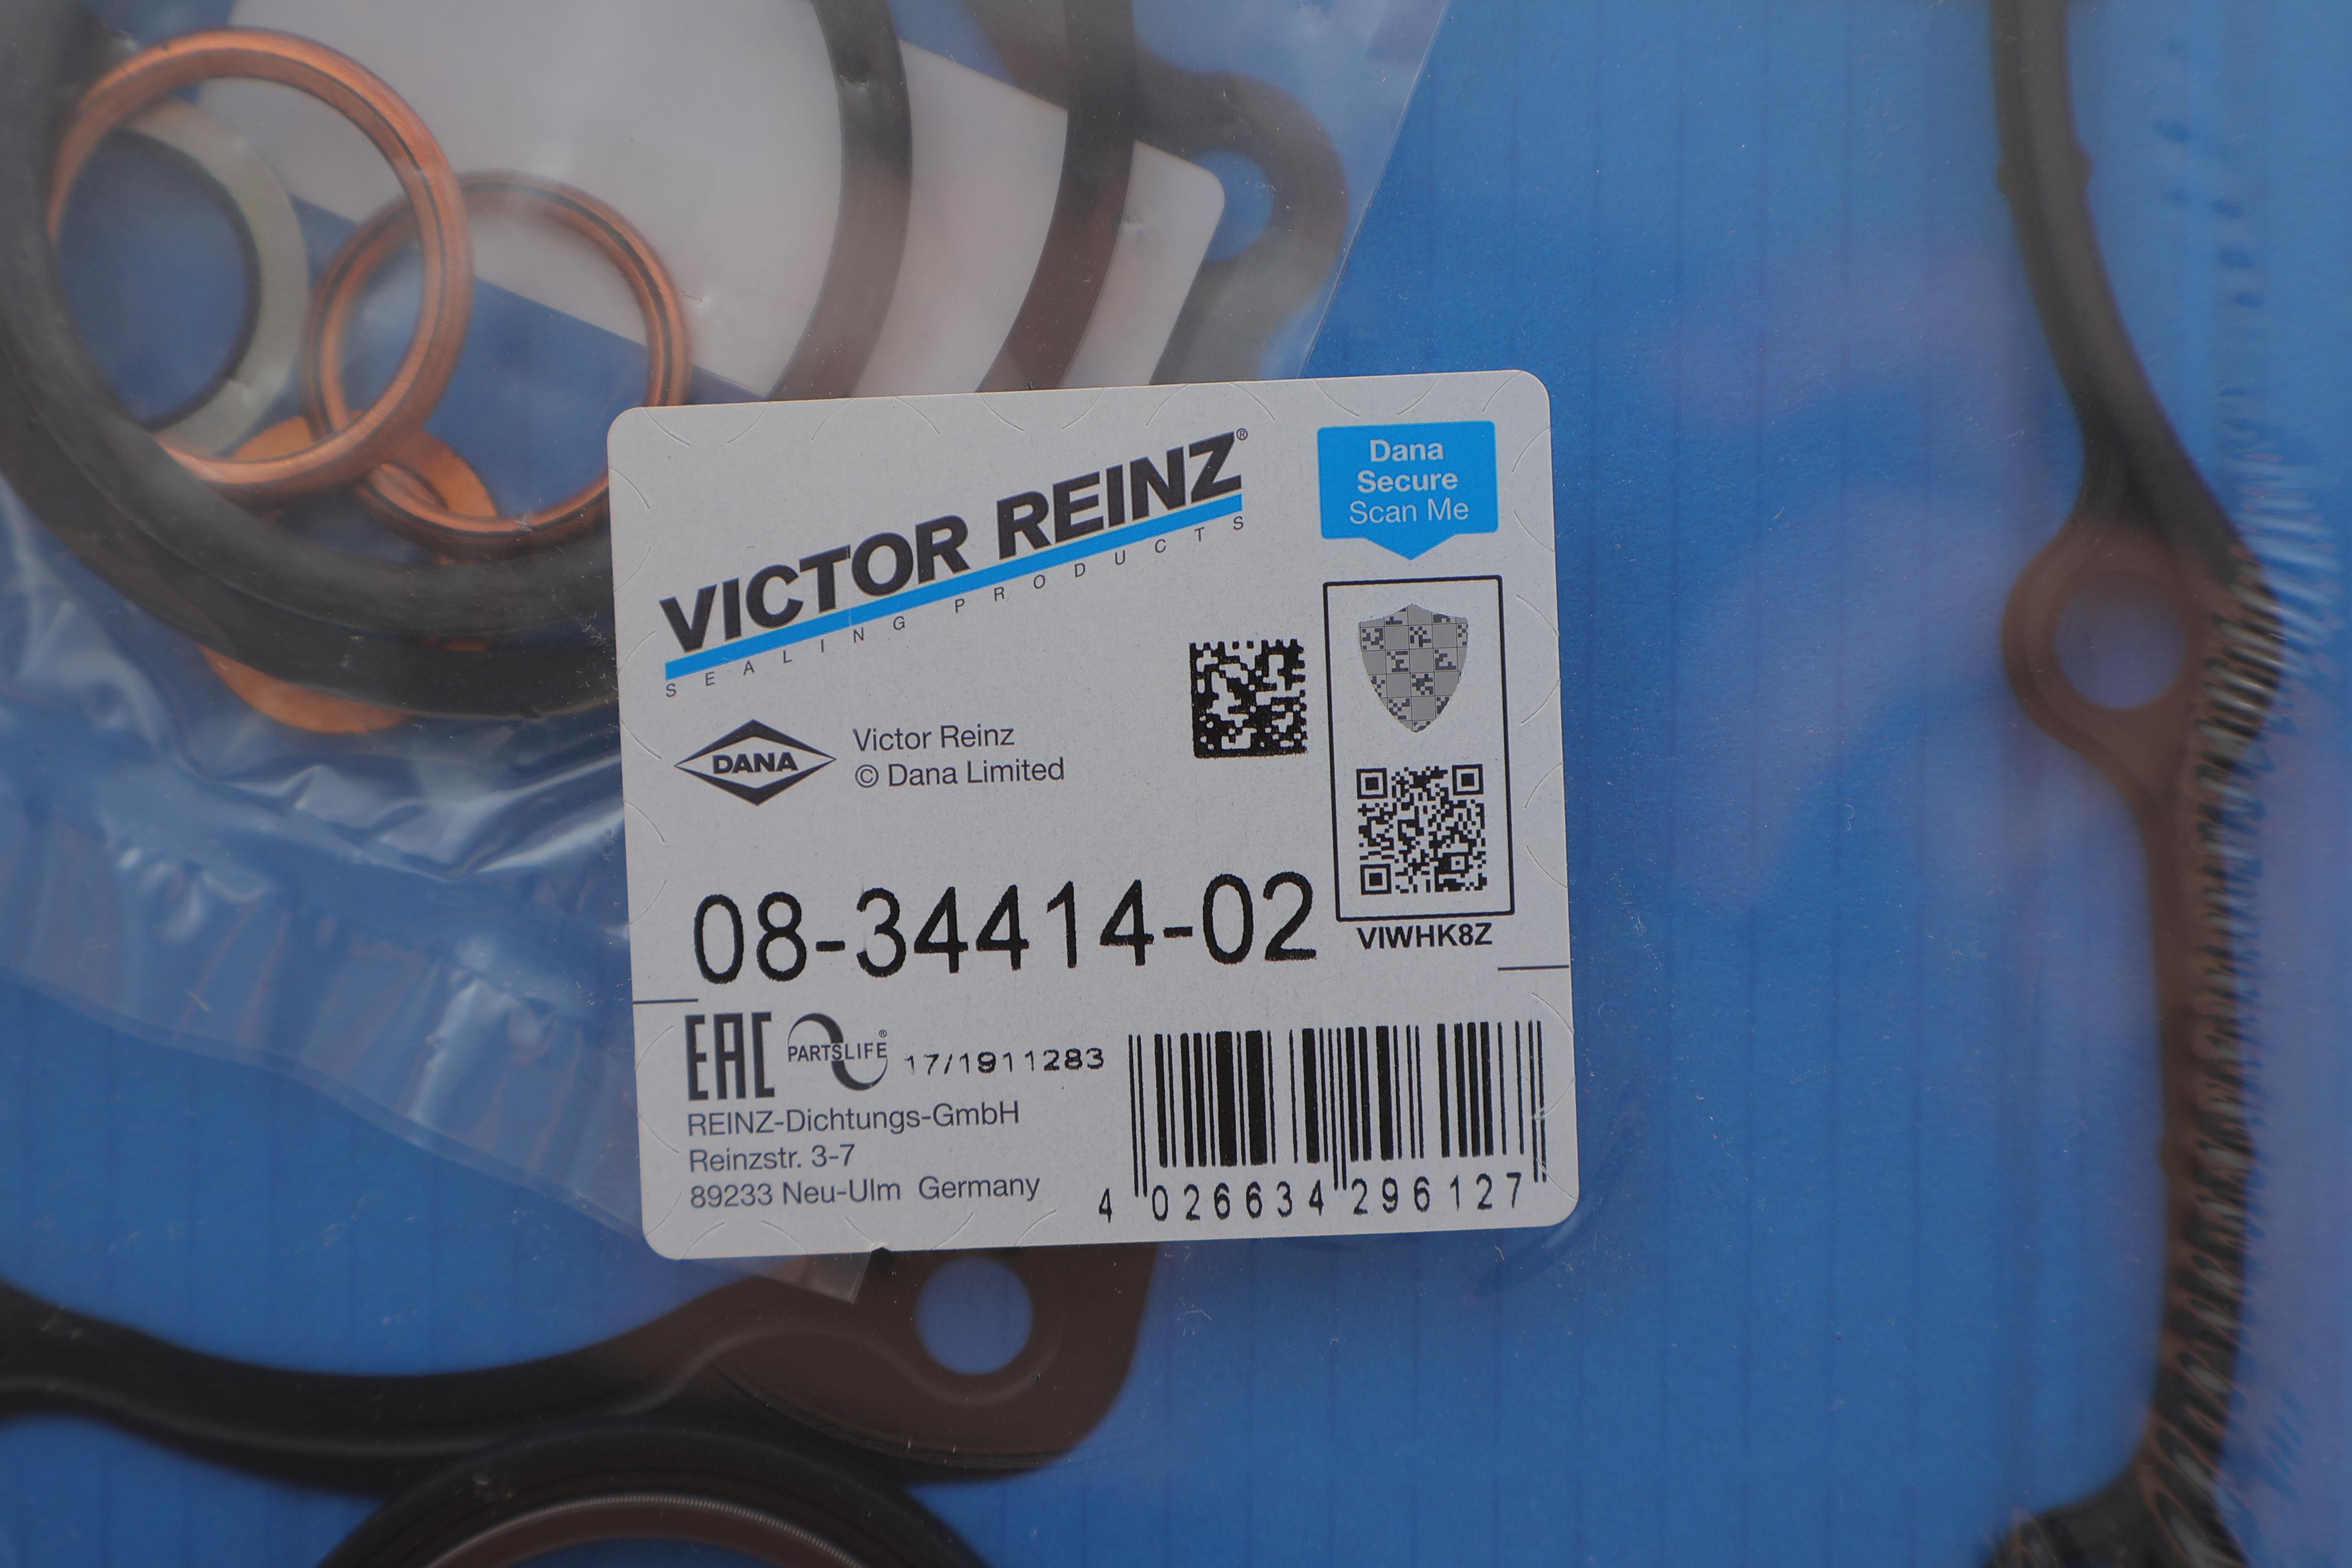 VICTOR REINZ®
SEALING PRODUCTS
Dana
Secure
Scan Me
DANA
Victor Reinz
© Dana Limited
08-34414-02
VIWHK8Z
EAC
PARTSLIFE®
17/1911283
REINZ-Dichtungs-GmbH
Reinzstr. 3-7
89233 Neu-Ulm Germany
4 026634 296127